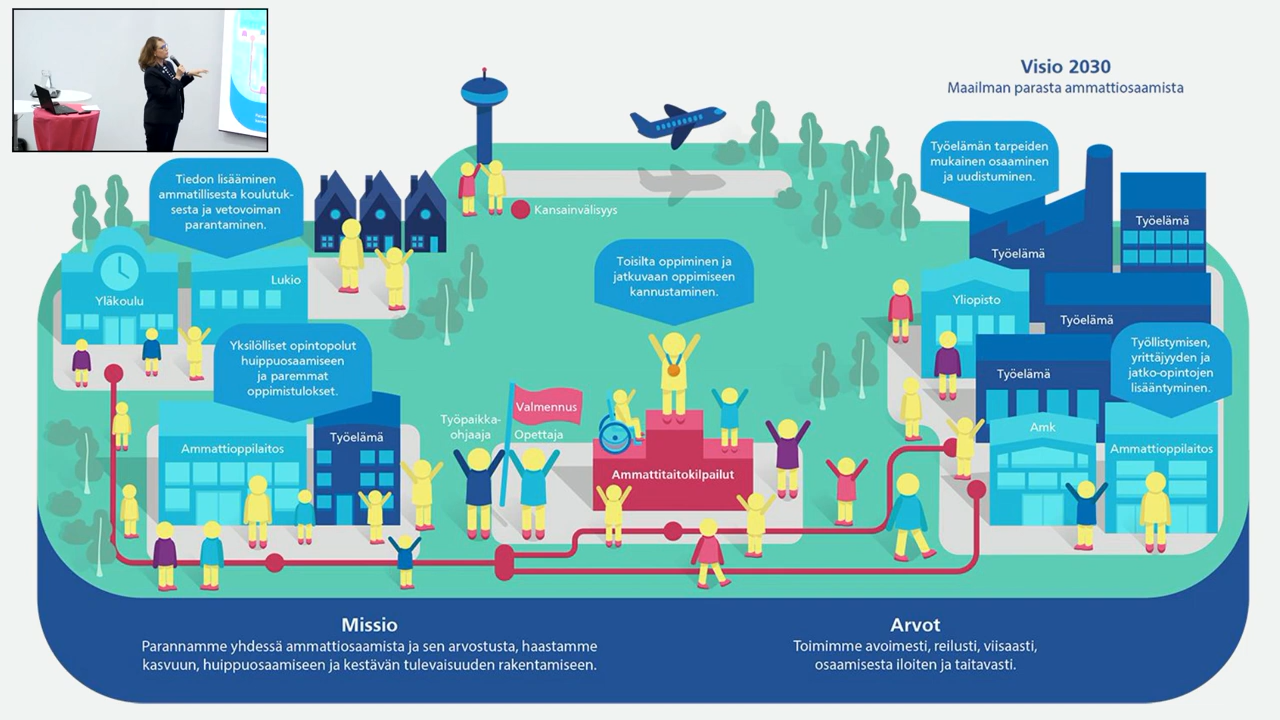 Visio 2030
Maailman parasta ammattiosaamista
Tiedon lisääminen
ammatillisesta koulutuk-
sesta ja vetovoiman
parantaminen.
Kansainvälisyys
Työelämän tarpeiden
mukainen osaaminen
ja uudistuminen.
Työelämä
Työelämä
Toisilta oppiminen ja
jatkuvaan oppimiseen
kannustaminen.
Lukio
Yläkoulu
Yliopisto
Työelämä
Yksilölliset opintopolut
huippuosaamiseen
ja paremmat
oppimistulokset.
Työllistymisen,
yrittäjyyden ja
jatko-opintojen
lisääntyminen.
Työelämä
Valmennus
Työpaikka-
ohjaaja
Opettaja
Amk
Työelämä
Ammattioppilaitos
Ammattioppilaitos
Ammattitaitokilpailut
Missio
Parannamme yhdessä ammattiosaamista ja sen arvostusta, haastamme
kasvuun, huippuosaamiseen ja kestävän tulevaisuuden rakentamiseen.
Arvot
Toimimme avoimesti, reilusti, viisaasti,
osaamisesta iloiten ja taitavasti.